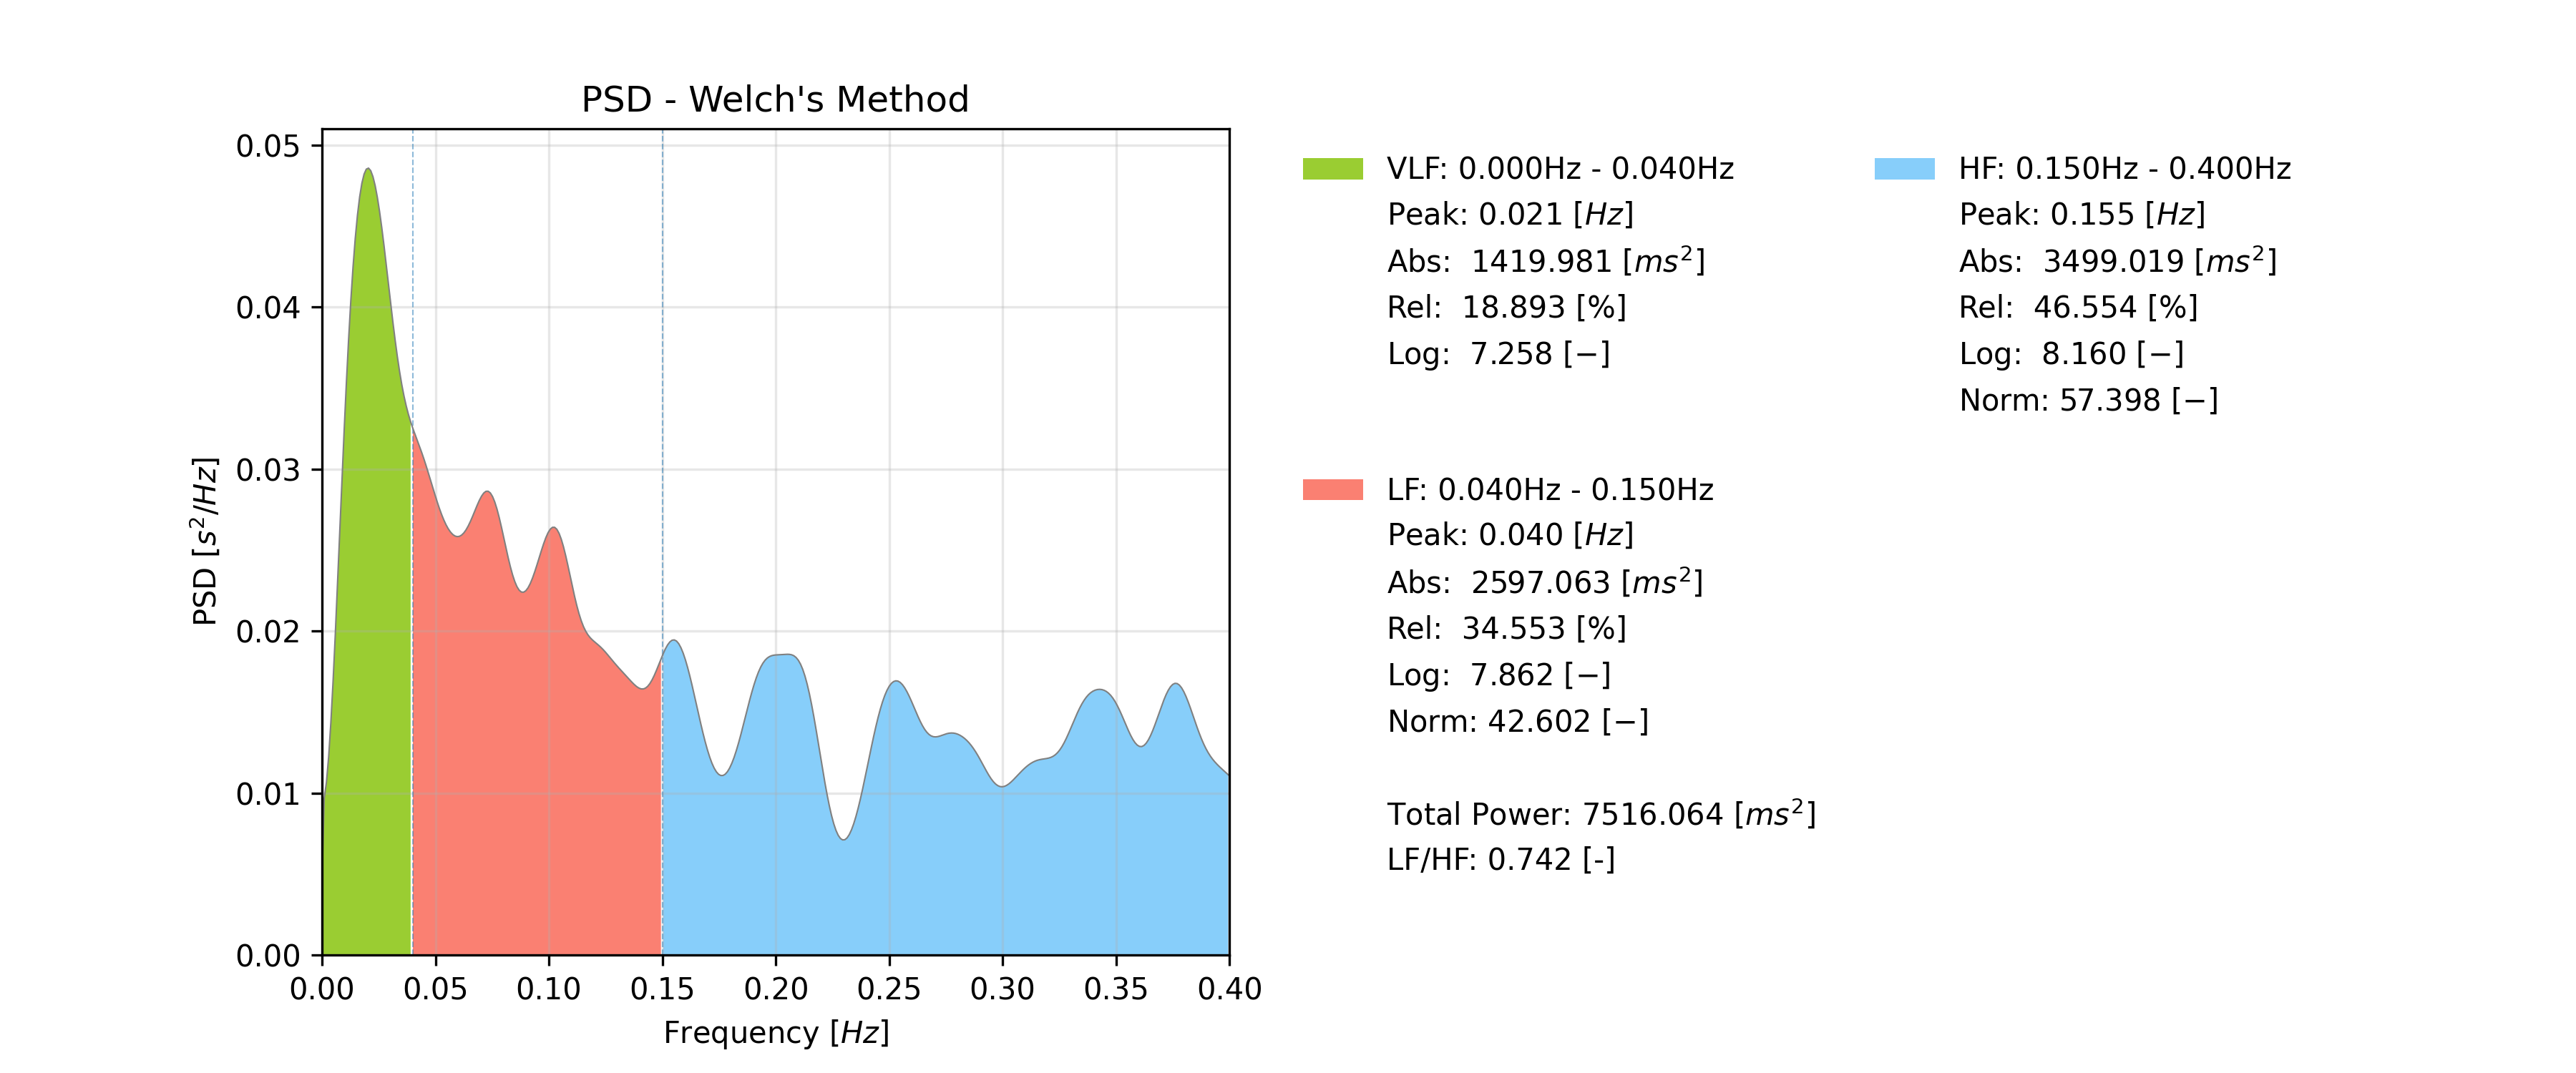 PSD - Welch's Method
0.05
0.04
0.03
0.02
0.01
0.00
PSD [s²/Hz]
0.00 0.05 0.10 0.15 0.20 0.25 0.30 0.35 0.40
Frequency [Hz]
VLF: 0.000Hz - 0.040Hz
Peak: 0.021 [Hz]
Abs: 1419.981 [ms²]
Rel: 18.893 [%]
Log: 7.258 [−]
LF: 0.040Hz - 0.150Hz
Peak: 0.040 [Hz]
Abs: 2597.063 [ms²]
Rel: 34.553 [%]
Log: 7.862 [−]
Norm: 42.602 [−]
Total Power: 7516.064 [ms²]
LF/HF: 0.742 [-]
HF: 0.150Hz - 0.400Hz
Peak: 0.155 [Hz]
Abs: 3499.019 [ms²]
Rel: 46.554 [%]
Log: 8.160 [−]
Norm: 57.398 [−]